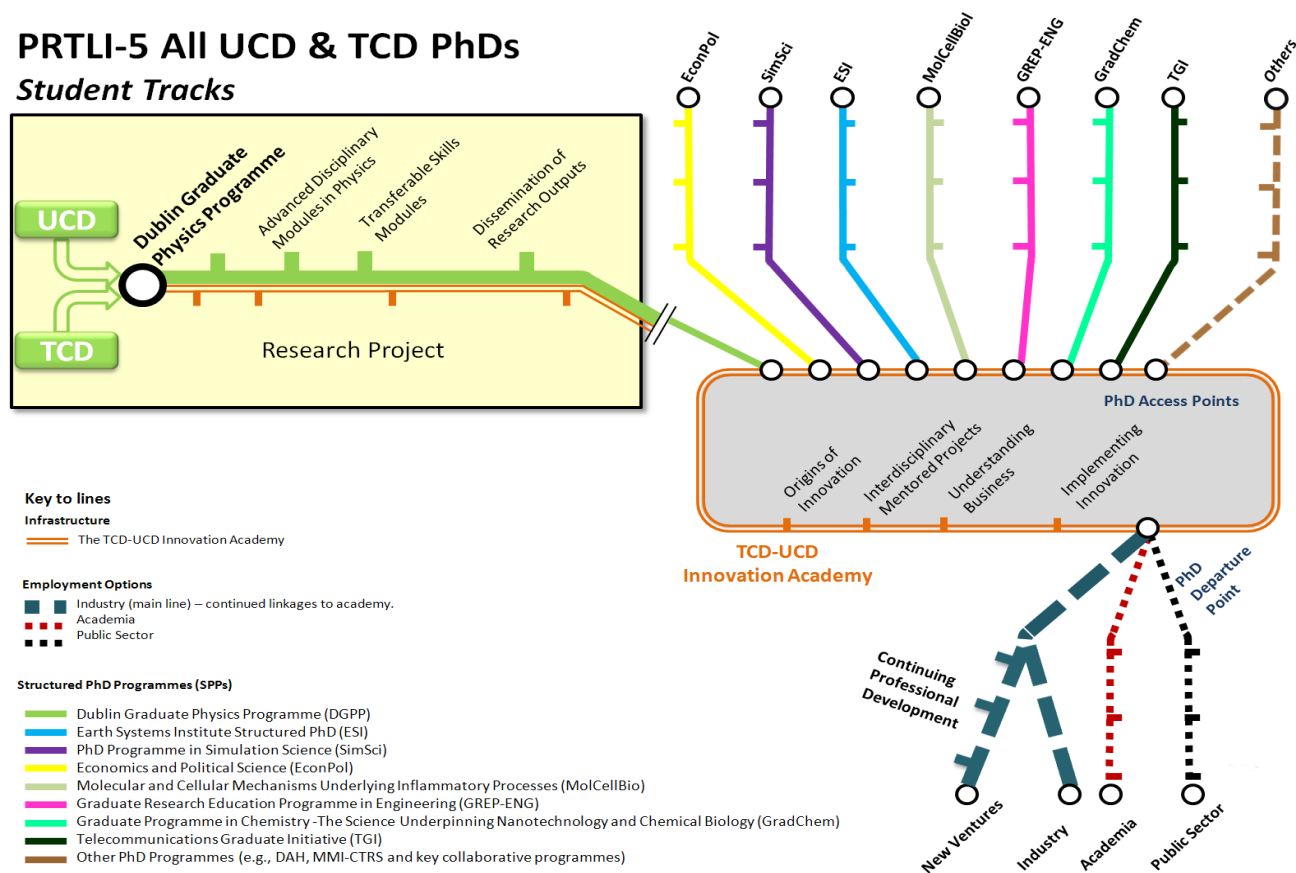 PRTLI-5 All UCD & TCD PhDs
Student Tracks
UCD
TCD
Dublin Graduate
Physics Programme
Advanced Disciplinary
Modules in Physics
Transferable Skills
Modules
Dissemination of
Research Outputs
Research Project
EconPol
SimSci
ESI
MolCellBiol
GREP-ENG
GradChem
TGI
Others
PhD Access Points
Origins of
Innovation
Interdisciplinary
Mentored Projects
Understanding
Business
Implementing
Innovation
TCD-UCD
Innovation Academy
PhD
Departure
Point
Continuing
Professional
Development
New Ventures
Industry
Academia
Public Sector
Key to lines
Infrastructure
The TCD-UCD Innovation Academy
Employment Options
Industry (main line) – continued linkages to academy.
Academia
Public Sector
Structured PhD Programmes (SPPs)
Dublin Graduate Physics Programme (DGPP)
Earth Systems Institute Structured PhD (ESI)
PhD Programme in Simulation Science (SimSci)
Economics and Political Science (EconPol)
Molecular and Cellular Mechanisms Underlying Inflammatory Processes (MolCellBio)
Graduate Research Education Programme in Engineering (GREP-ENG)
Graduate Programme in Chemistry -The Science Underpinning Nanotechnology and Chemical Biology (GradChem)
Telecommunications Graduate Initiative (TGI)
Other PhD Programmes (e.g., DAH, MMI-CTRS and key collaborative programmes)